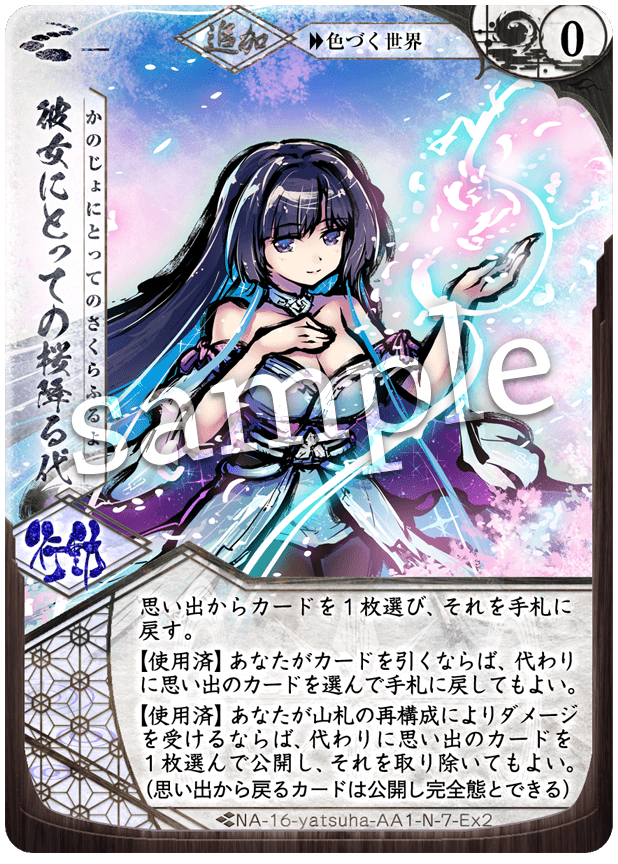 追加
▶▶色づく世界
0
彼女にとっての桜降る代
かのじょにとってのさくらふるよ
sample
行動
思い出からカードを1枚選び、それを手札に
戻す。
【使用済】あなたがカードを引くならば、代わり
に思い出のカードを選んで手札に戻してもよい。
【使用済】あなたが山札の再構成によりダメージ
を受けるならば、代わりに思い出のカードを
1枚選んで公開し、それを取り除いてもよい。
(思い出から戻るカードは公開し完全態とできる)
NA-16-yatsuha-AA1-N-7-Ex2